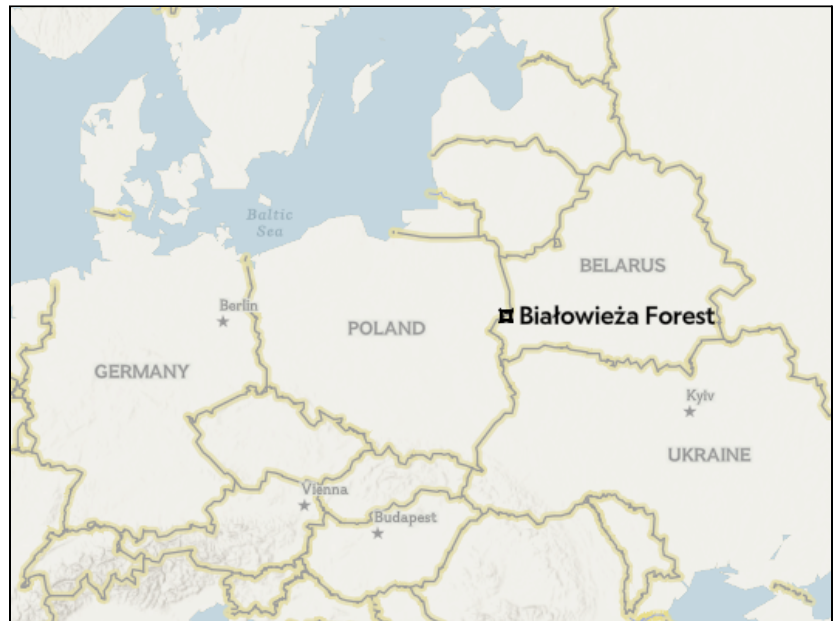 Baltic
Sea
BELARUS
Berlin
Białowieża Forest
POLAND
GERMANY
Kyiv
UKRAINE
Vienna
Budapest